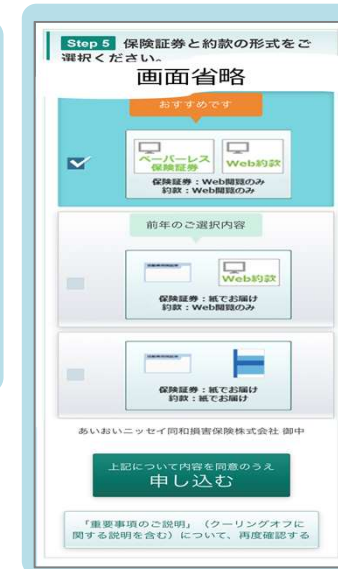 Step 5 保険証券と約款の形式をご
選択ください。
画面省略
おすすめです
ペーパーレス
保険証券
Web約款
保険証券：Web閲覧のみ
約款：Web閲覧のみ
前年のご選択内容
Web約款
保険証券：紙でお届け
約款：Web閲覧のみ
保険証券：紙でお届け
約款：紙でお届け
あいおいニッセイ同和損害保険株式会社 御中
上記について内容を同意のうえ
申し込む
「重要事項のご説明」（クーリングオフに
関する説明を含む）について、再度確認する